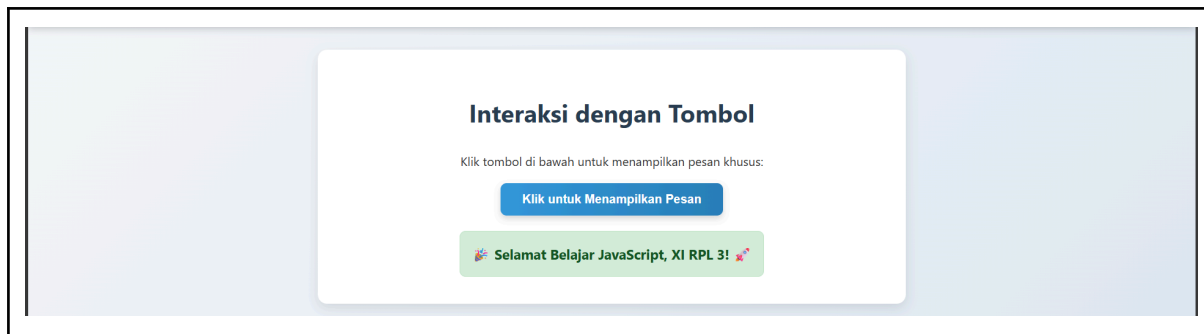 Interaksi dengan Tombol
Klik tombol di bawah untuk menampilkan pesan khusus:
Klik untuk Menampilkan Pesan
🎉 Selamat Belajar JavaScript, XI RPL 3! 🚀